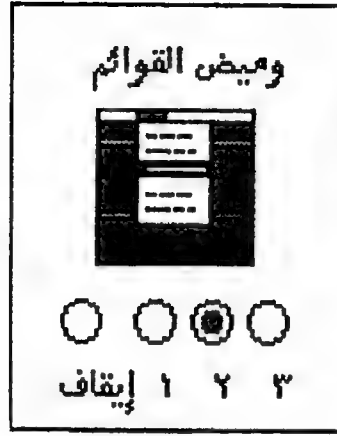 وميض القوائم
إيقاف ١ ٢ ٣